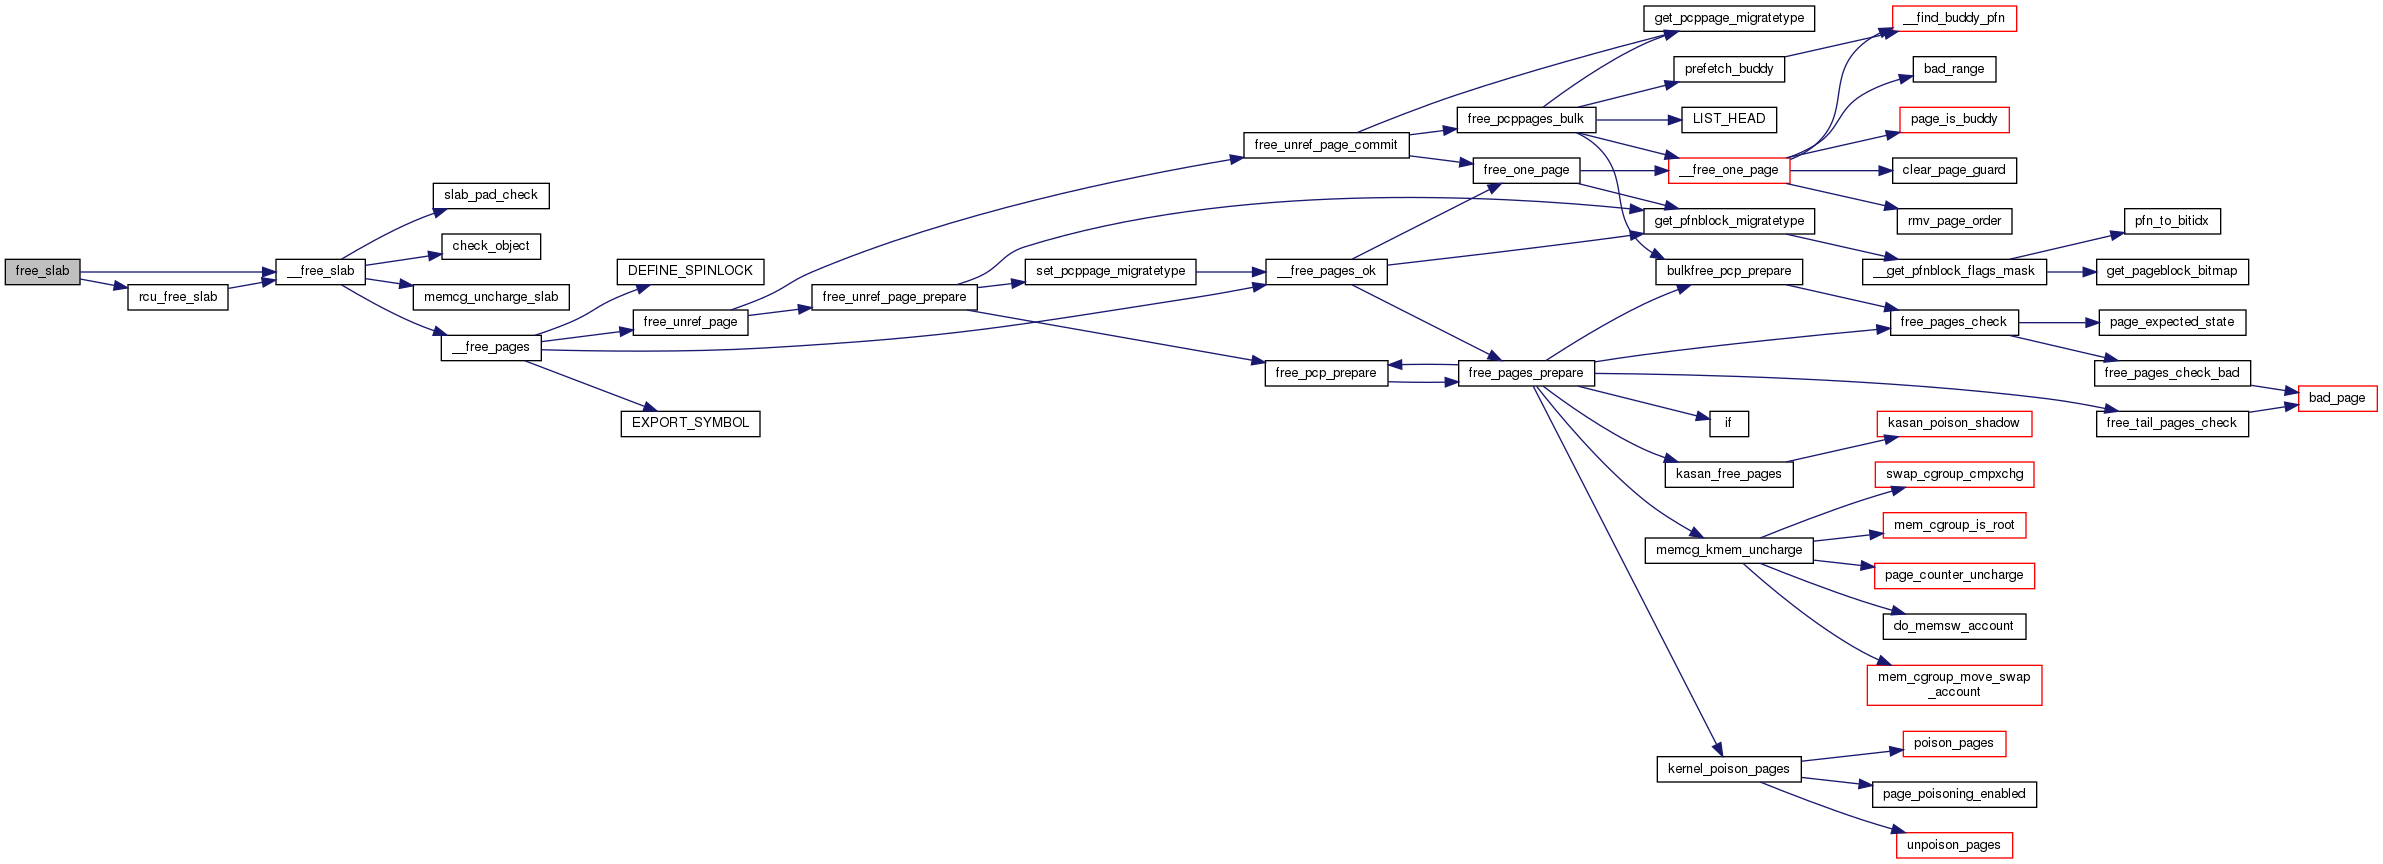 free_slab
rcu_free_slab
__free_slab
slab_pad_check
check_object
memcg_uncharge_slab
__free_pages
DEFINE_SPINLOCK
free_unref_page
EXPORT_SYMBOL
free_unref_page_prepare
set_pcppage_migratetype
free_unref_page_commit
__free_pages_ok
free_pcp_prepare
free_pcppages_bulk
free_one_page
free_pages_prepare
get_pcppage_migratetype
prefetch_buddy
LIST_HEAD
__free_one_page
get_pfnblock_migratetype
bulkfree_pcp_prepare
if
kasan_free_pages
memcg_kmem_uncharge
kernel_poison_pages
__find_buddy_pfn
bad_range
page_is_buddy
clear_page_guard
rmv_page_order
__get_pfnblock_flags_mask
free_pages_check
kasan_poison_shadow
swap_cgroup_cmpxchg
mem_cgroup_is_root
page_counter_uncharge
do_memsw_account
mem_cgroup_move_swap
_account
poison_pages
page_poisoning_enabled
unpoison_pages
pfn_to_bitidx
get_pageblock_bitmap
page_expected_state
free_pages_check_bad
free_tail_pages_check
bad_page